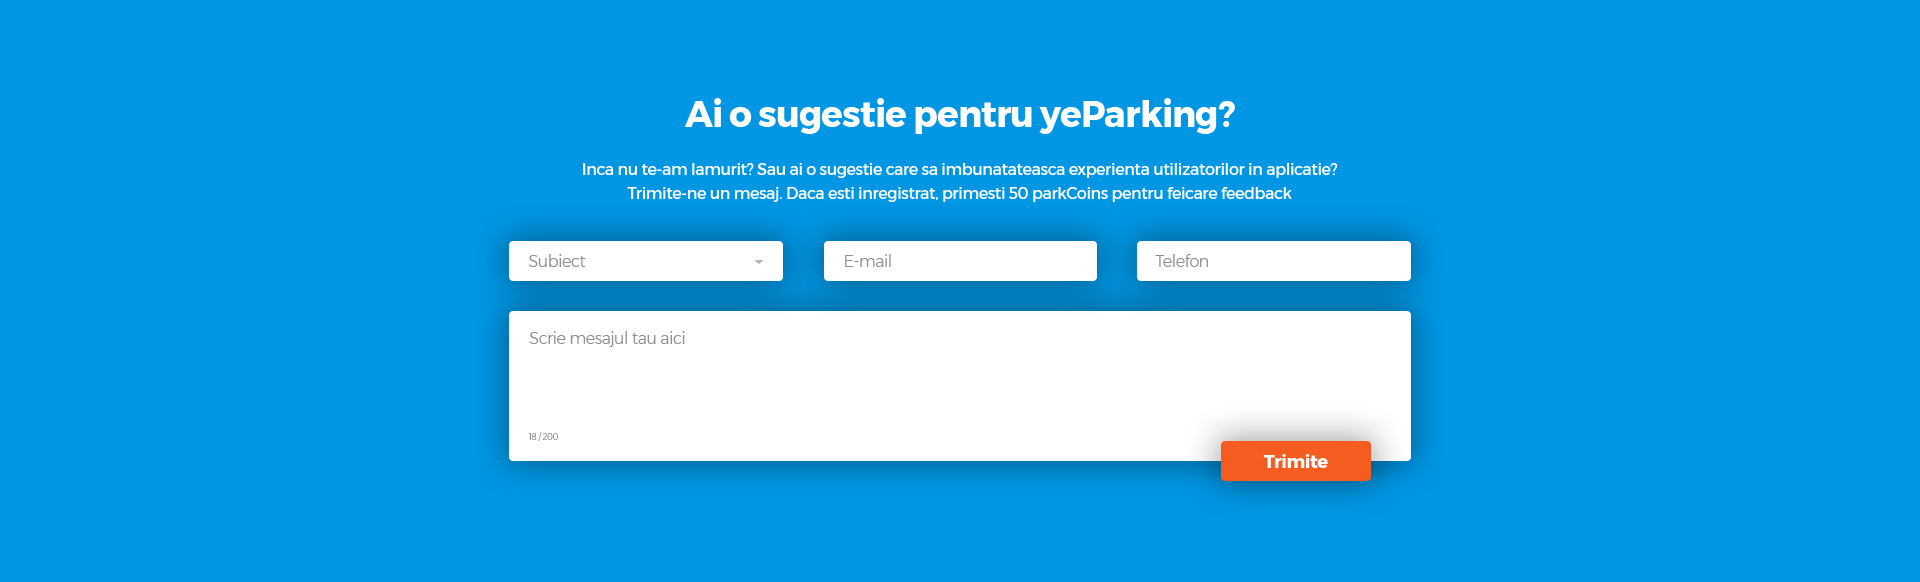 Ai o sugestie pentru yeParking?
Inca nu te-am lamurit? Sau ai o sugestie care sa imbunatateasca experienta utilizatorilor in aplicatie?
Trimite-ne un mesaj. Daca esti inregistrat, primesti 50 parkCoins pentru feicare feedback
Subiect
E-mail
Telefon
Scrie mesajul tau aici
18 / 200
Trimite